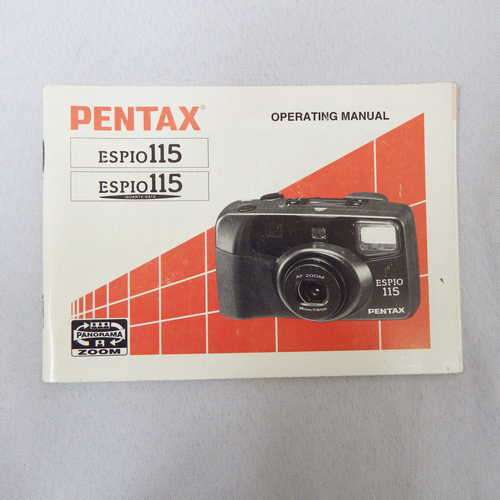 PENTAX®
OPERATING MANUAL
ESPIO115
ESPIO115
QUARTZ DATE
AF ZOOM
ESPIO
115
PENTAX
PANORAMA
ZOOM